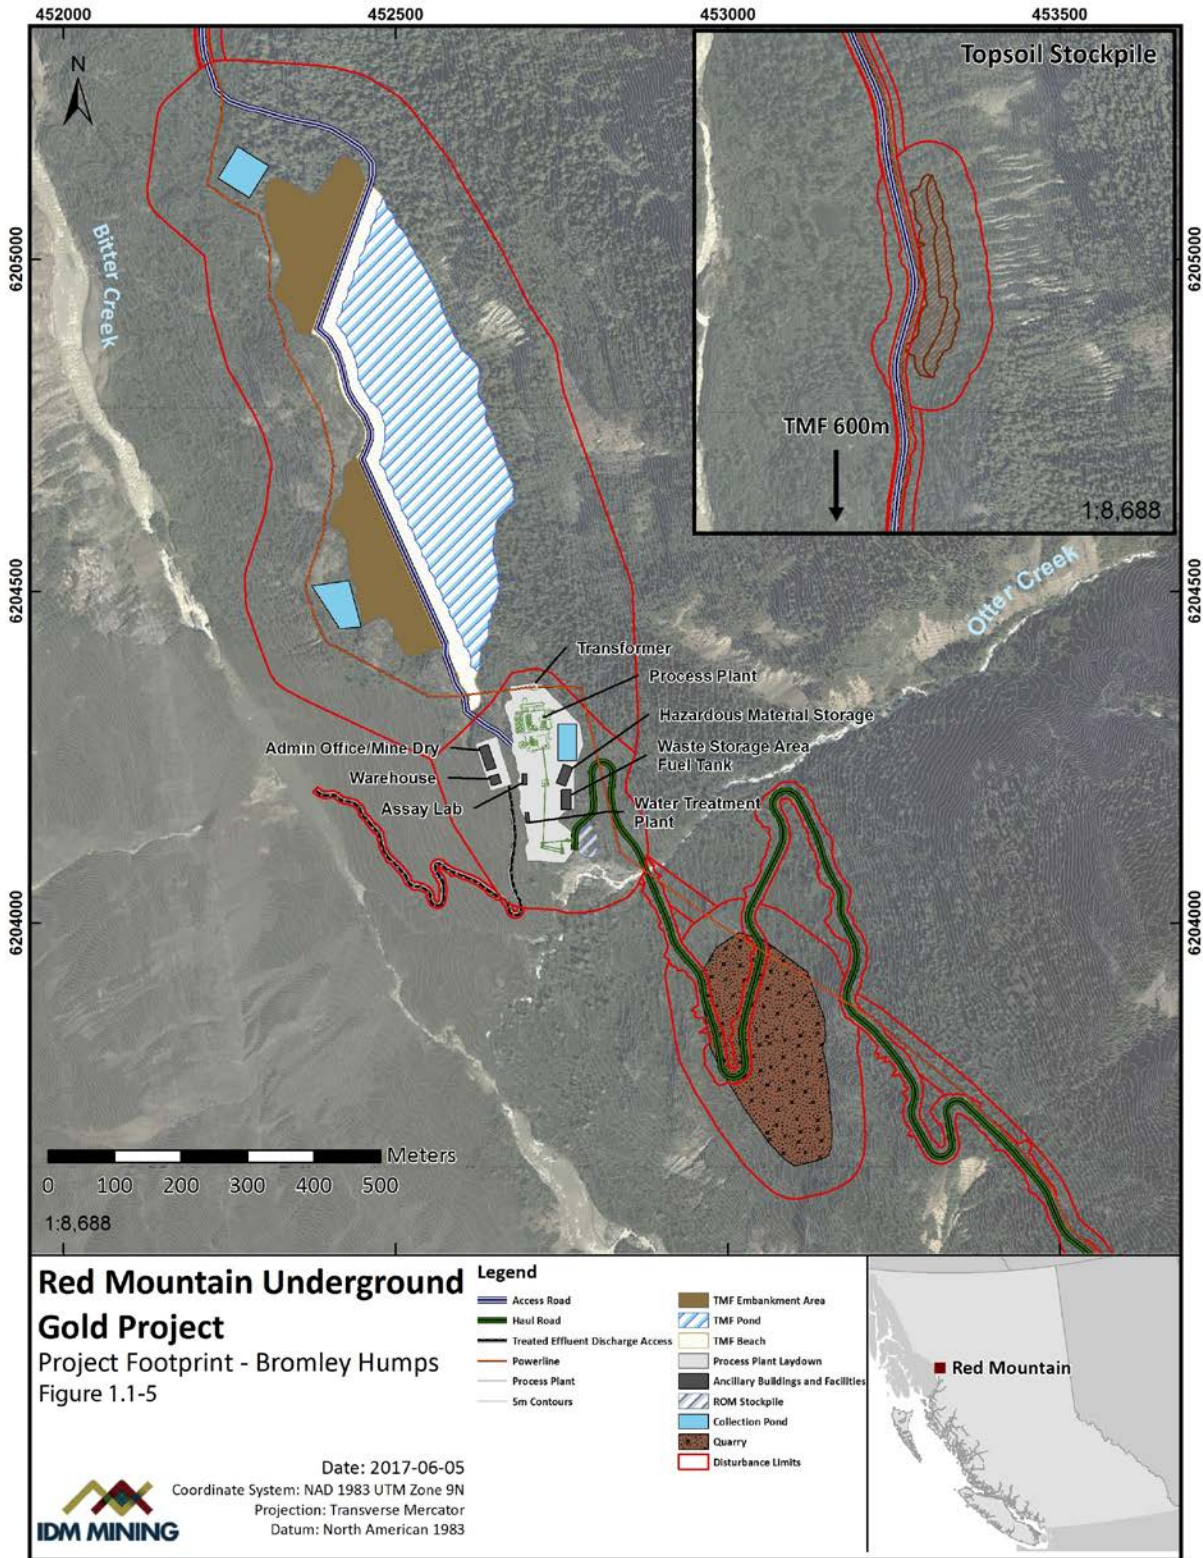 452000
452500
453000
453500
N
Topsoil Stockpile
6205000
6205000
Bitter Creek
TMF 600m
1:8,688
6204500
6204500
Otter Creek
Transformer
Process Plant
Hazardous Material Storage
Admin Office/Mine Dry
Waste Storage Area
Fuel Tank
Warehouse
Assay Lab
Water Treatment
Plant
6204000
6204000
Meters
0 100 200 300 400 500
1:8,688
Red Mountain Underground
Gold Project
Project Footprint - Bromley Humps
Figure 1.1-5
Date: 2017-06-05
Coordinate System: NAD 1983 UTM Zone 9N
Projection: Transverse Mercator
Datum: North American 1983
IDM MINING
Legend
Access Road
Haul Road
Treated Effluent Discharge Access
Powerline
Process Plant
5m Contours
TMF Embankment Area
TMF Pond
TMF Beach
Process Plant Laydown
Ancillary Buildings and Facilities
ROM Stockpile
Collection Pond
Quarry
Disturbance Limits
Red Mountain